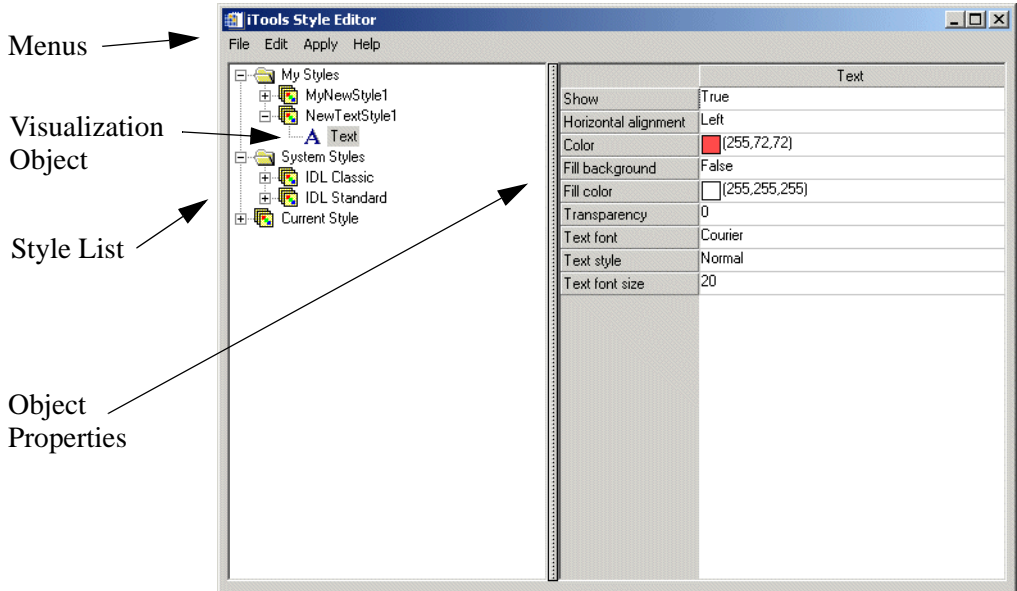 iTools Style Editor
File Edit Apply Help
Menus
Visualization
Object
Style List
Object
Properties
My Styles
MyNewStyle1
NewTextStyle1
Text
System Styles
IDL Classic
IDL Standard
Current Style
Text
Show True
Horizontal alignment Left
Color (255,72,72)
Fill background False
Fill color (255,255,255)
Transparency 0
Text font Courier
Text style Normal
Text font size 20